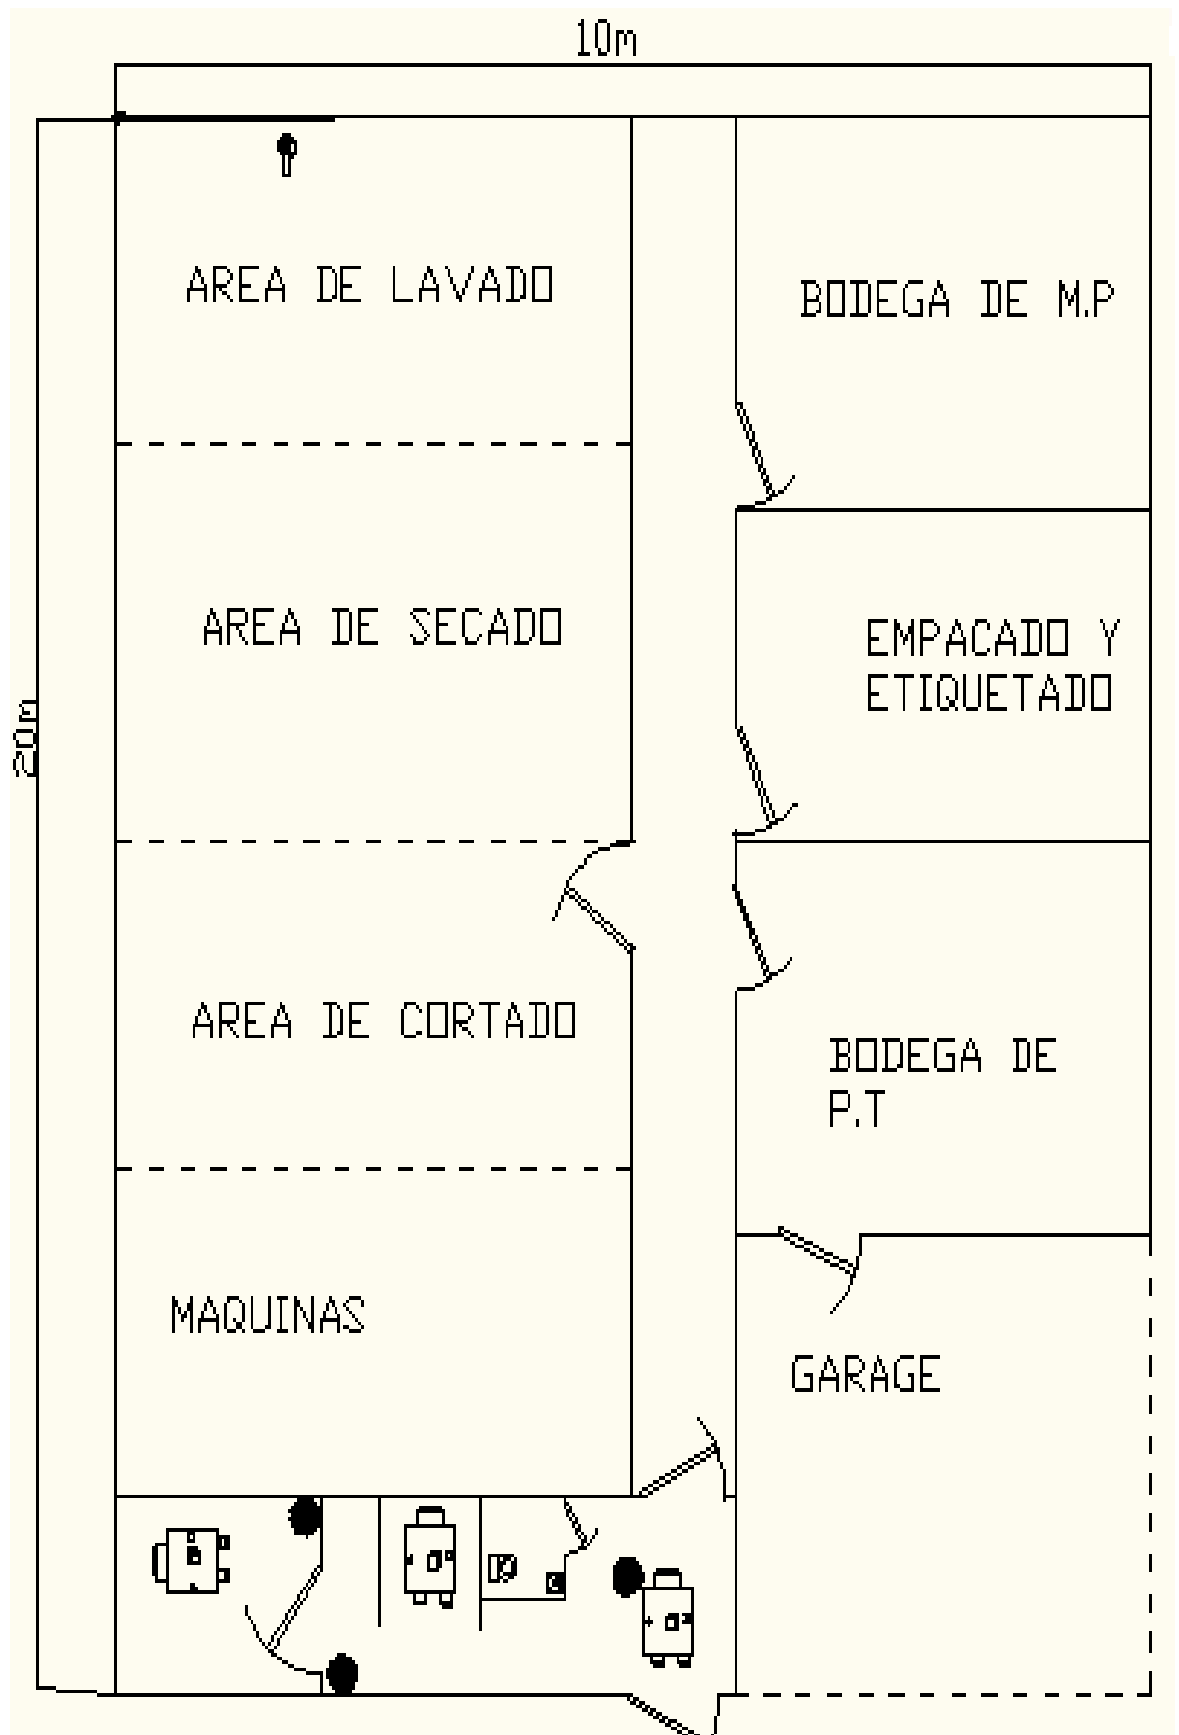 10m
AREA DE LAVADO
BODEGA DE M.P
AREA DE SECADO
EMPACADO Y
ETIQUETADO
20m
AREA DE CORTADO
BODEGA DE
P.T
MAQUINAS
GARAGE